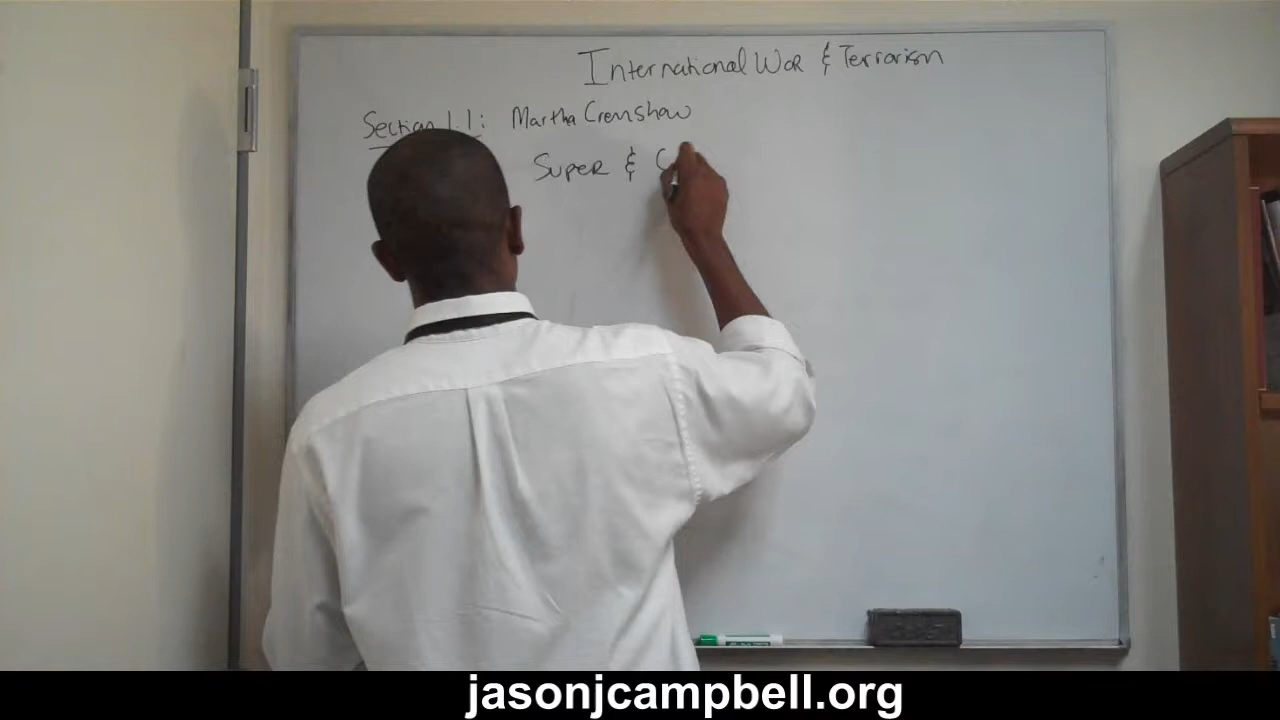 International War & Terrorism
Section 1.1: Martha Crenshaw
Super & C
jasonjcampbell.org